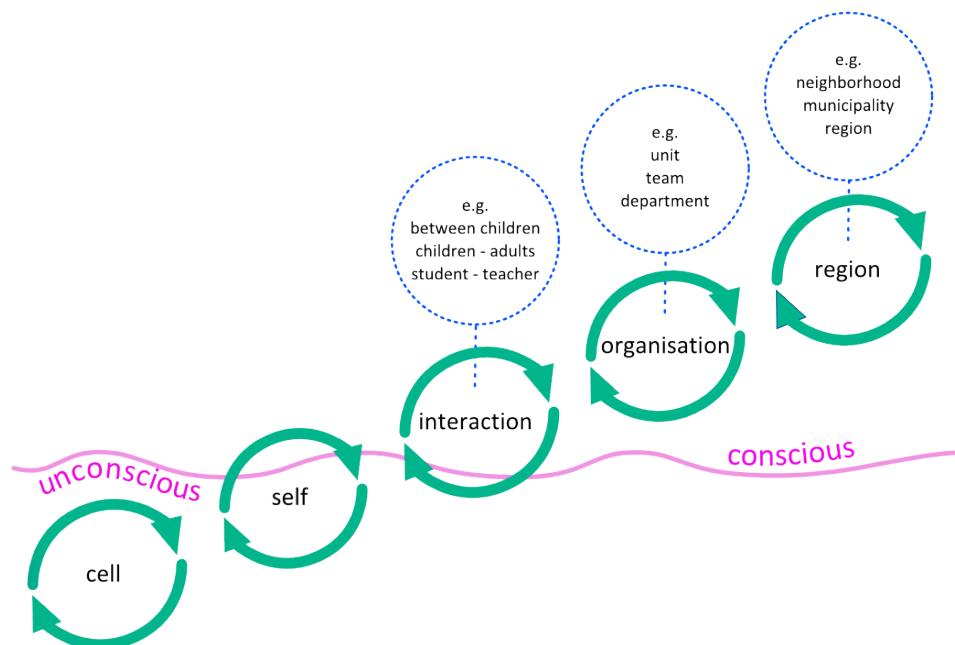 e.g.
neighborhood
municipality
region
e.g.
unit
team
department
e.g.
between children
children - adults
student - teacher
region
organisation
interaction
conscious
unconscious
self
cell